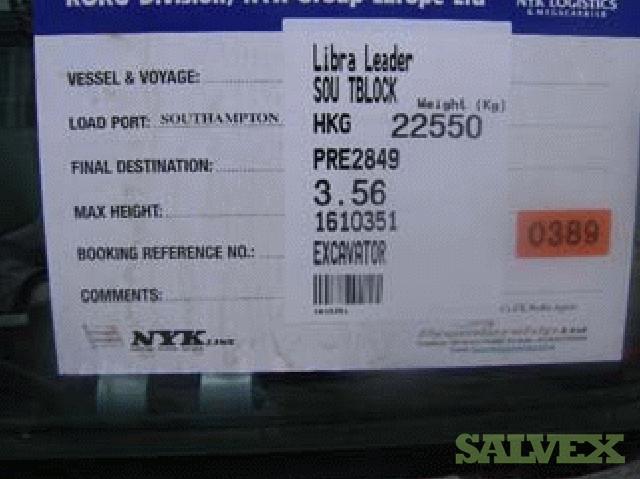 RORO Division, NYK Group Europe Ltd
NYK LOGISTICS
& MEGACARRIER
Libra Leader
VESSEL & VOYAGE:
SOU TBLOCK
Weight (Kg)
LOAD PORT: SOUTHAMPTON
HKG 22550
FINAL DESTINATION:
PRE2849
3.56
MAX HEIGHT:
1610351
0389
BOOKING REFERENCE NO.:
EXCAVATOR
COMMENTS:
1610351
NYK LINE
SALVEX